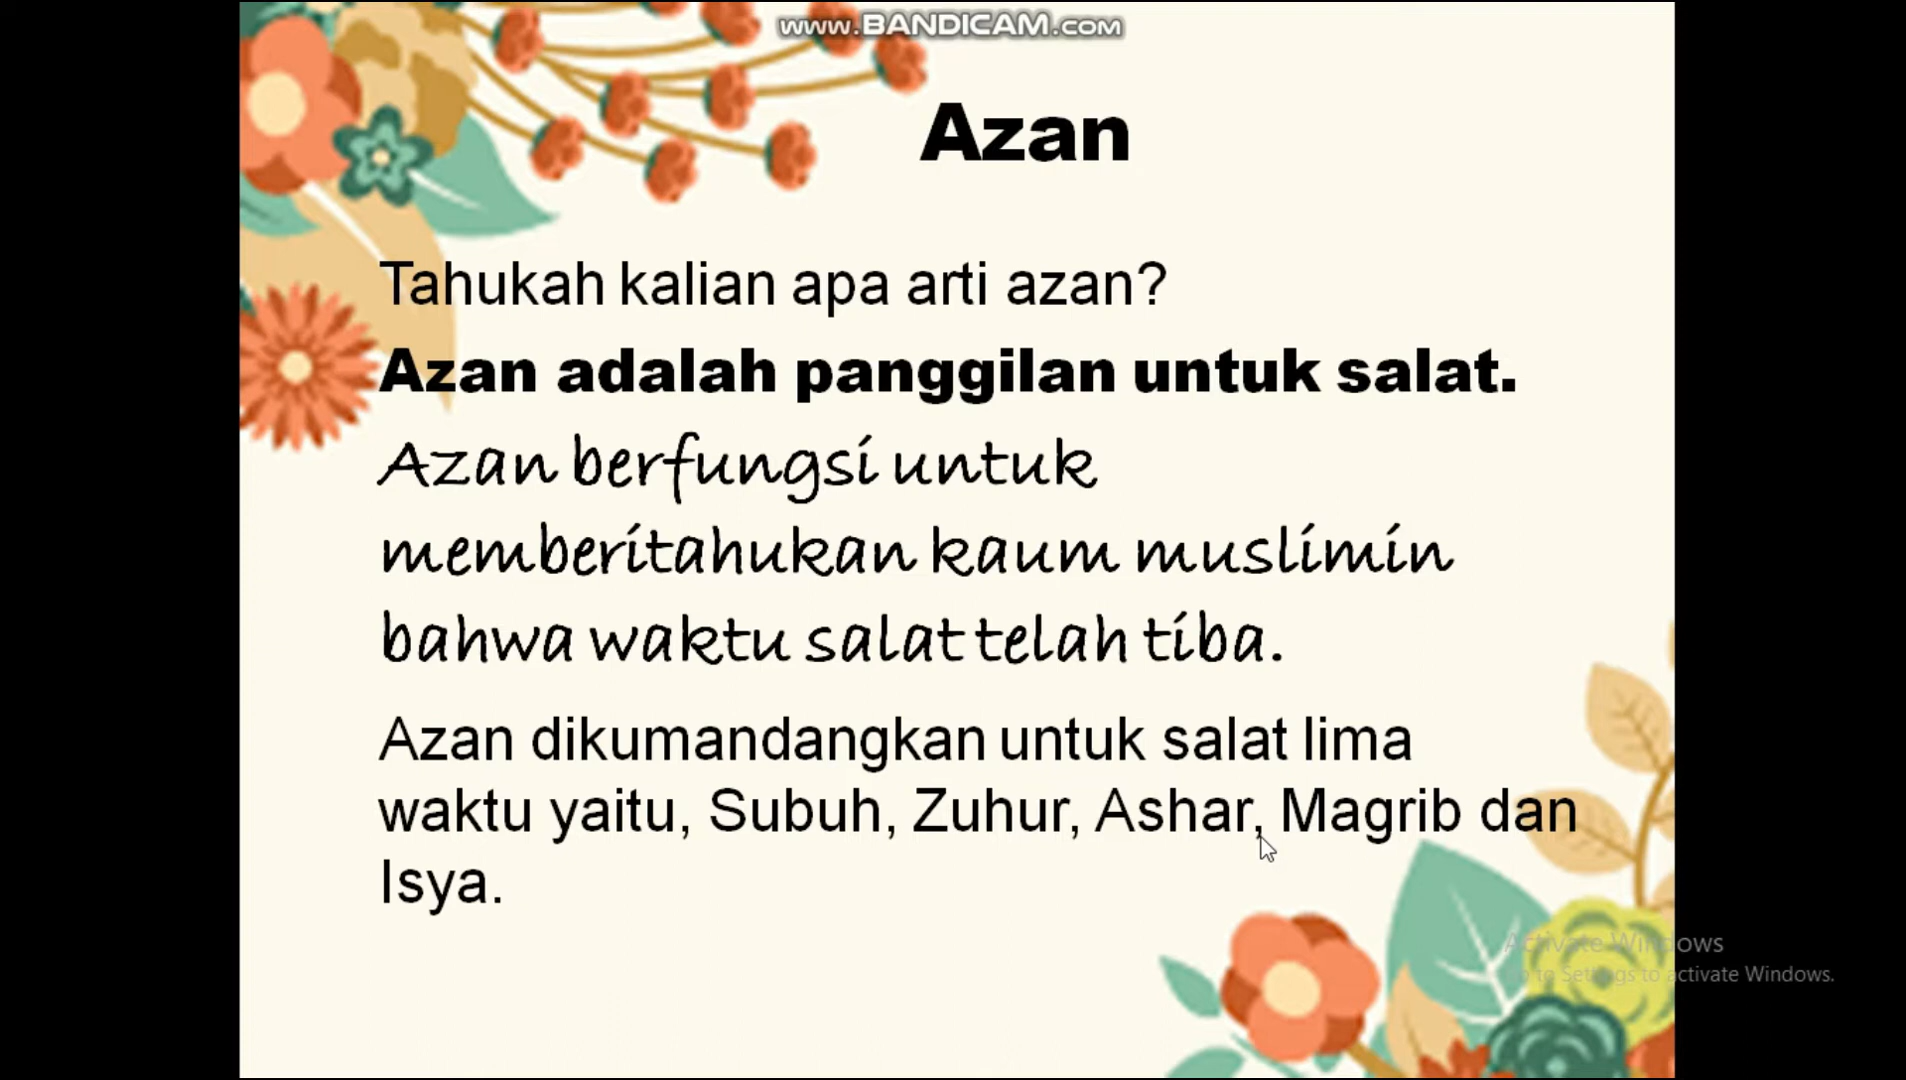 www.BANDICAM.com
Azan
Tahukah kalian apa arti azan?
Azan adalah panggilan untuk salat.
Azan berfungsi untuk
memberitahukan kaum muslimin
bahwa waktu salat telah tiba.
Azan dikumandangkan untuk salat lima
waktu yaitu, Subuh, Zuhur, Ashar, Magrib dan
Isya.
Activate Windows
Go to Settings to activate Windows.